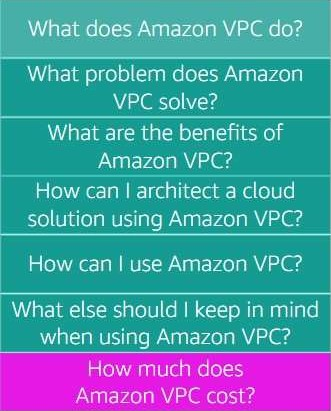 What does Amazon VPC do?
What problem does Amazon
VPC solve?
What are the benefits of
Amazon VPC?
How can I architect a cloud
solution using Amazon VPC?
How can I use Amazon VPC?
What else should I keep in mind
when using Amazon VPC?
How much does
Amazon VPC cost?